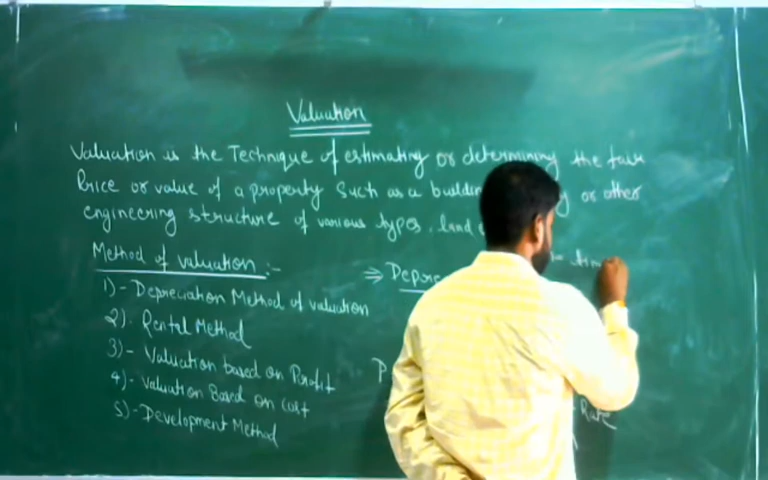 Valuation
Valuation is the Technique of estimating or determining the fair
Price or value of a property Such as a or other
engineering structure of various types, land
Method of valuation :-
1)- Depreciation Method of valuation
2). Rental Method
3)- Valuation based on Profit
4)- Valuation Based on Cost
5)- Development Method
⇒ Depre
P
Rate